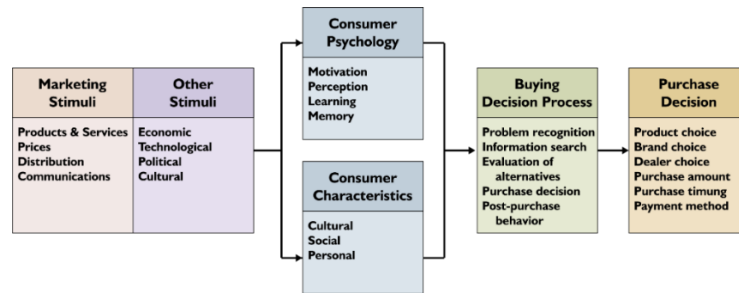 Marketing
Stimuli
Products & Services
Prices
Distribution
Communications
Other
Stimuli
Economic
Technological
Political
Cultural
Consumer
Psychology
Motivation
Perception
Learning
Memory
Consumer
Characteristics
Cultural
Social
Personal
Buying
Decision Process
Problem recognition
Information search
Evaluation of
alternatives
Purchase decision
Post-purchase
behavior
Purchase
Decision
Product choice
Brand choice
Dealer choice
Purchase amount
Purchase timung
Payment method